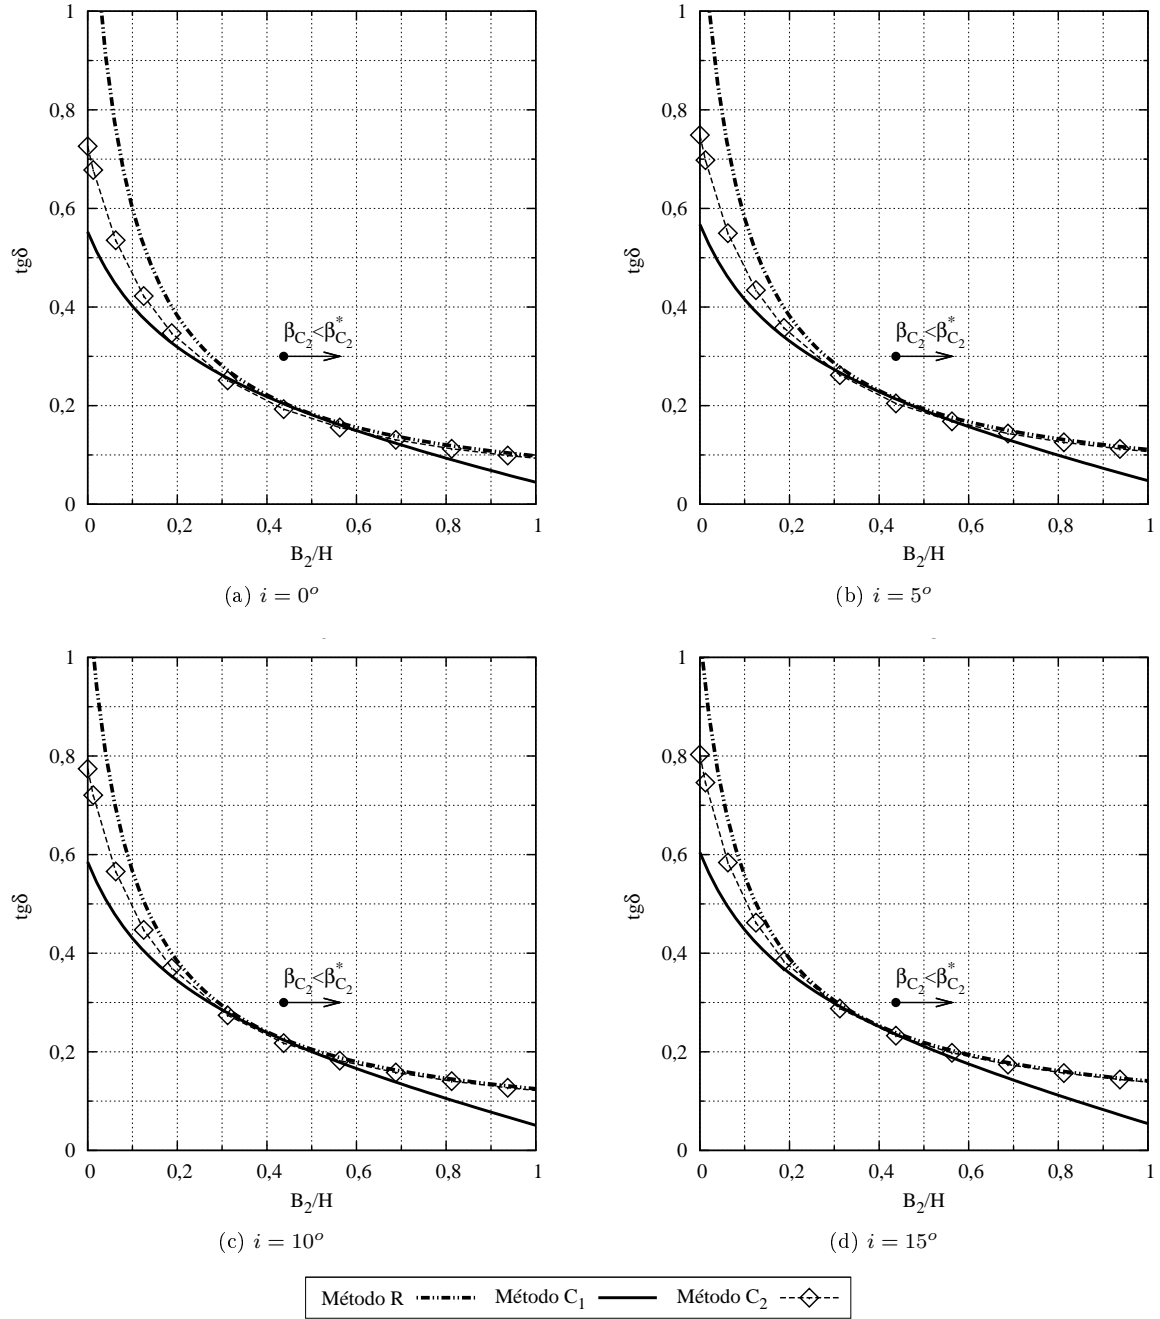 1
0,8
0,6
0,4
0,2
0
tgδ
β_{C_2}<β^*_{C_2}
0 0,2 0,4 0,6 0,8 1
B_2/H
(a) i = 0^o
1
0,8
0,6
0,4
0,2
0
tgδ
β_{C_2}<β^*_{C_2}
0 0,2 0,4 0,6 0,8 1
B_2/H
(b) i = 5^o
1
0,8
0,6
0,4
0,2
0
tgδ
β_{C_2}<β^*_{C_2}
0 0,2 0,4 0,6 0,8 1
B_2/H
(c) i = 10^o
1
0,8
0,6
0,4
0,2
0
tgδ
β_{C_2}<β^*_{C_2}
0 0,2 0,4 0,6 0,8 1
B_2/H
(d) i = 15^o
Método R Método C_1 Método C_2